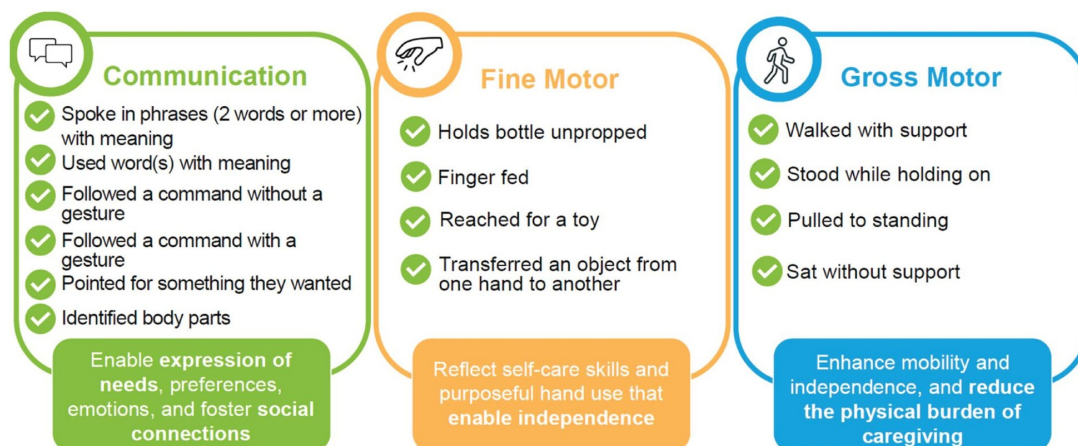 Communication
Spoke in phrases (2 words or more)
with meaning
Used word(s) with meaning
Followed a command without a
gesture
Followed a command with a
gesture
Pointed for something they wanted
Identified body parts
Enable expression of
needs, preferences,
emotions, and foster social
connections
Fine Motor
Holds bottle unpropped
Finger fed
Reached for a toy
Transferred an object from
one hand to another
Reflect self-care skills and
purposeful hand use that
enable independence
Gross Motor
Walked with support
Stood while holding on
Pulled to standing
Sat without support
Enhance mobility and
independence, and reduce
the physical burden of
caregiving